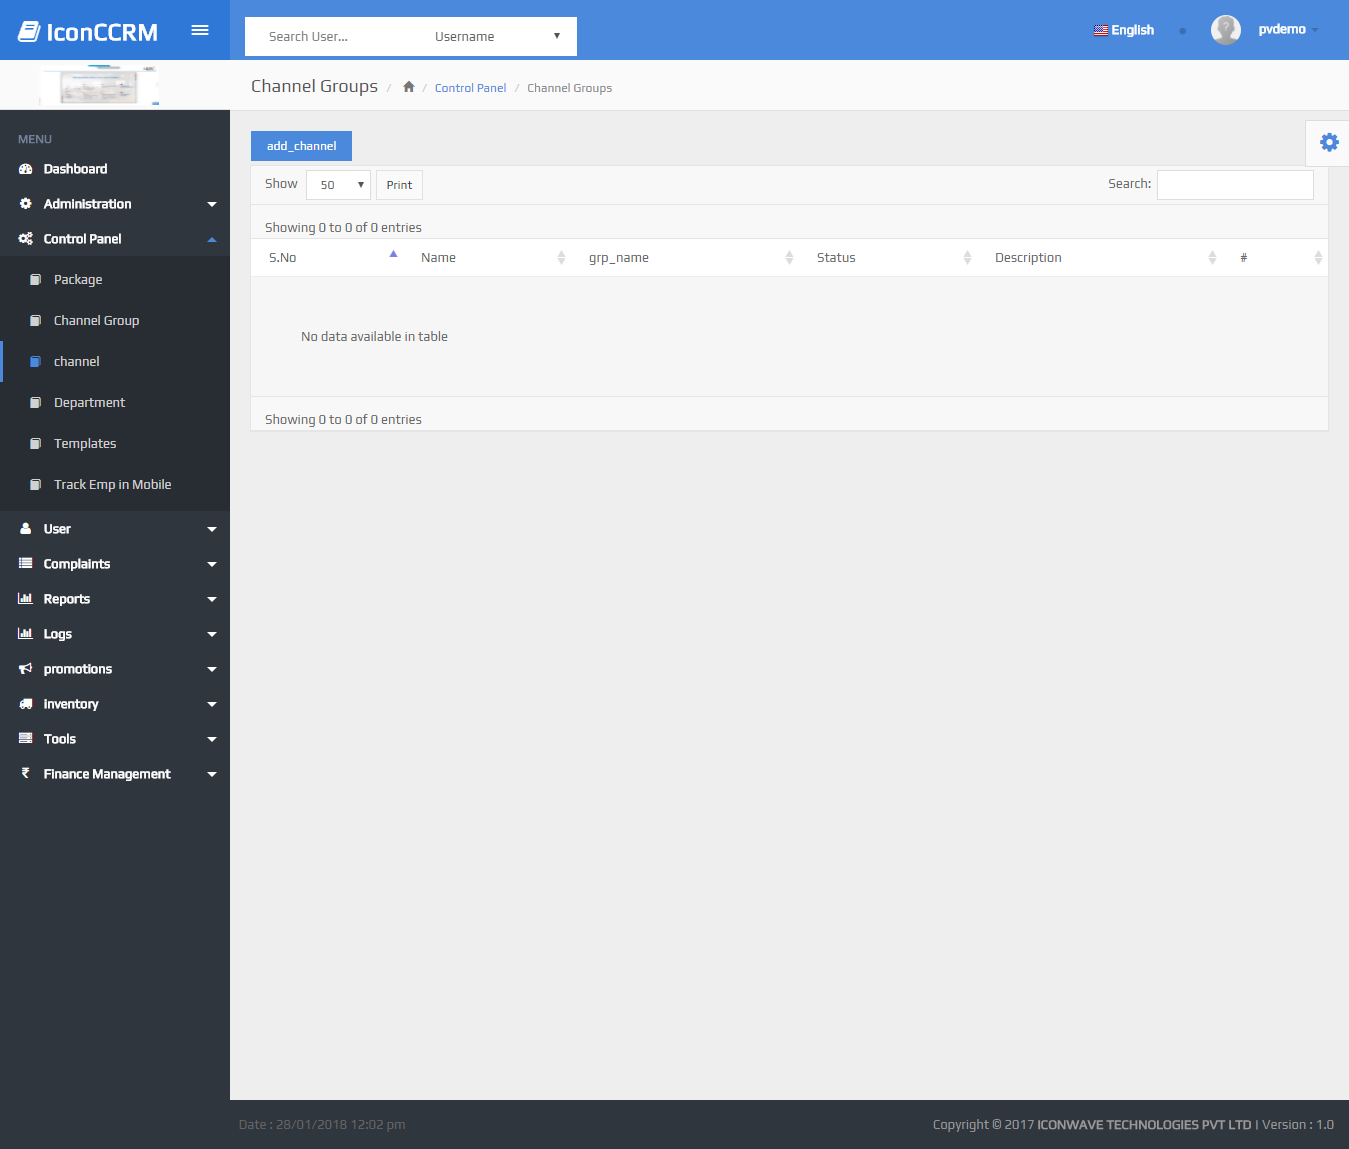 IconCCRM
Search User... Username
English
pvdemo
Channel Groups / / Control Panel / Channel Groups
MENU
Dashboard
Administration
Control Panel
Package
Channel Group
channel
Department
Templates
Track Emp in Mobile
User
Complaints
Reports
Logs
promotions
inventory
Tools
Finance Management
add_channel
Show 50 Print Search:
Showing 0 to 0 of 0 entries
S.No Name grp_name Status Description #
No data available in table
Showing 0 to 0 of 0 entries
Date : 28/01/2018 12:02 pm
Copyright © 2017 ICONWAVE TECHNOLOGIES PVT LTD | Version : 1.0